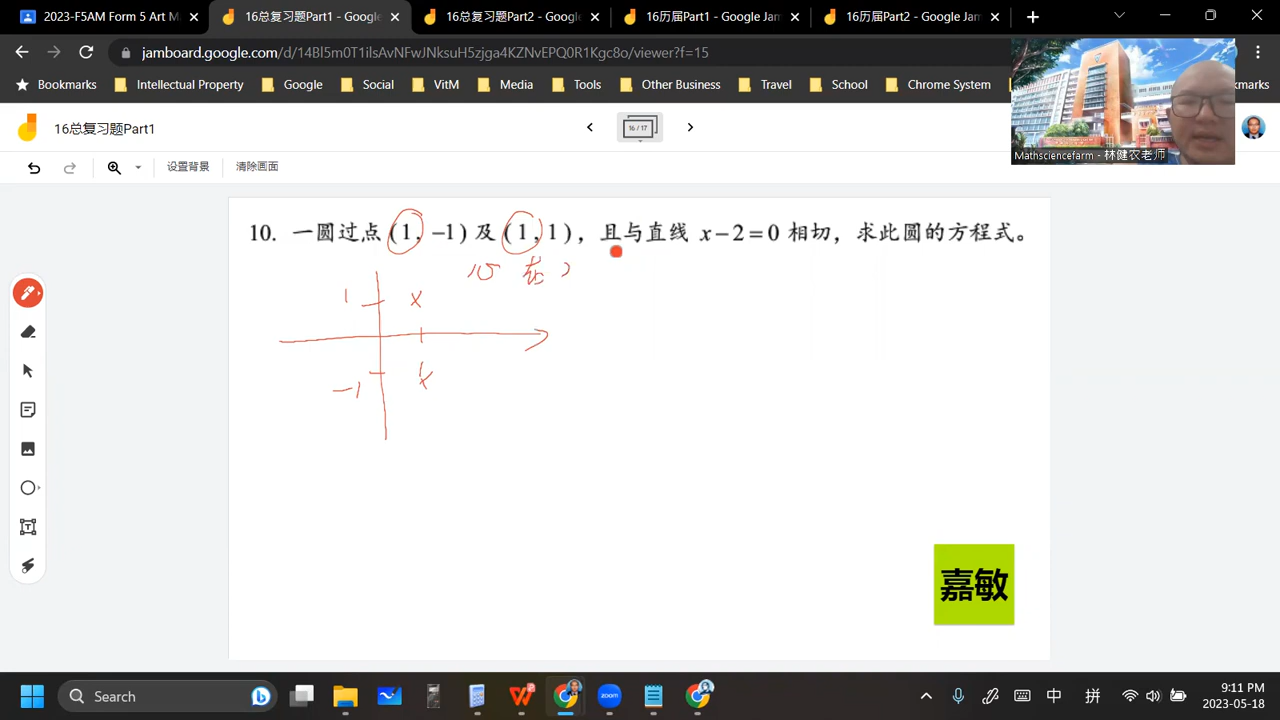 2023-F5AM Form 5 Art M
16总复习题Part1 - Google
16总复习题Part2 - Google Ja
16历届Part1 - Google Jam
16历届Part2 - Google Jam
jamboard.google.com
viewer?f=15
Bookmarks
Intellectual Property
Google
Social
VitM
Media
Tools
Other Business
Travel
School
Chrome System
Bookmarks
Mathsciencefarm - 林健农老师
16总复习题Part1
16 / 17
设置背景
清除画面
10. 一圆过点 (1, −1) 及 (1, 1)，且与直线 x − 2 = 0 相切，求此圆的方程式。
心 在
1 x
−1 x
嘉敏
Search
中
拼
9:11 PM
2023-05-18